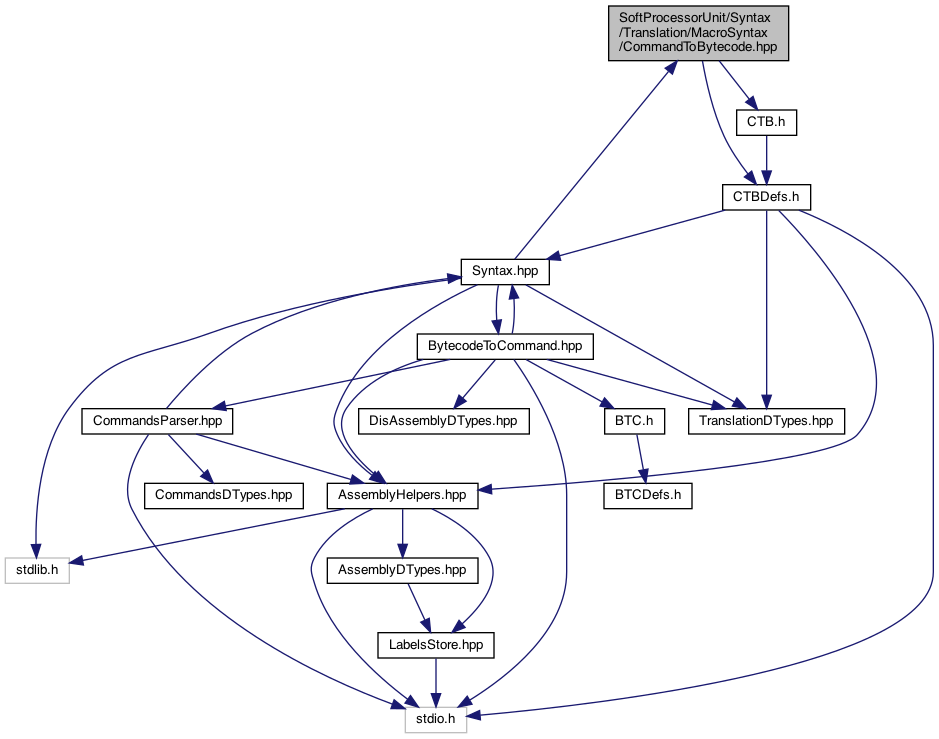 SoftProcessorUnit/Syntax
/Translation/MacroSyntax
/CommandToBytecode.hpp
CTB.h
CTBDefs.h
Syntax.hpp
BytecodeToCommand.hpp
CommandsParser.hpp
DisAssemblyDTypes.hpp
BTC.h
TranslationDTypes.hpp
CommandsDTypes.hpp
AssemblyHelpers.hpp
BTCDefs.h
stdlib.h
AssemblyDTypes.hpp
LabelsStore.hpp
stdio.h